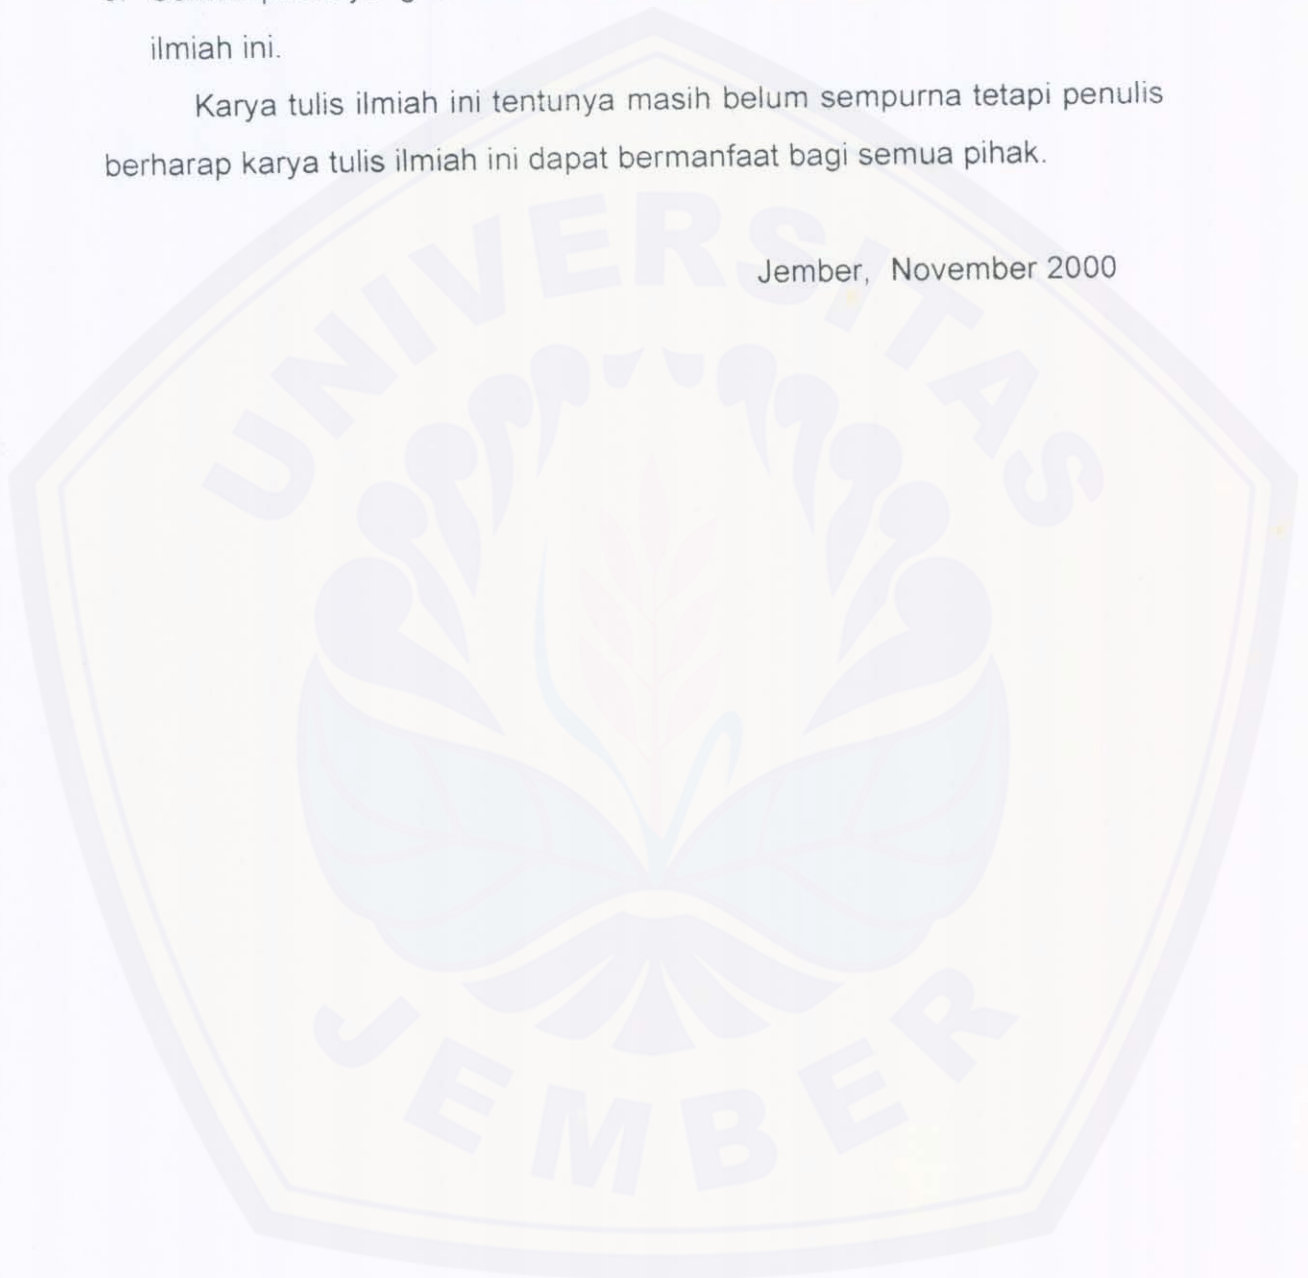 ilmiah ini.
Karya tulis ilmiah ini tentunya masih belum sempurna tetapi penulis
berharap karya tulis ilmiah ini dapat bermanfaat bagi semua pihak.
Jember, November 2000
UNIVERSITAS
JEMBER